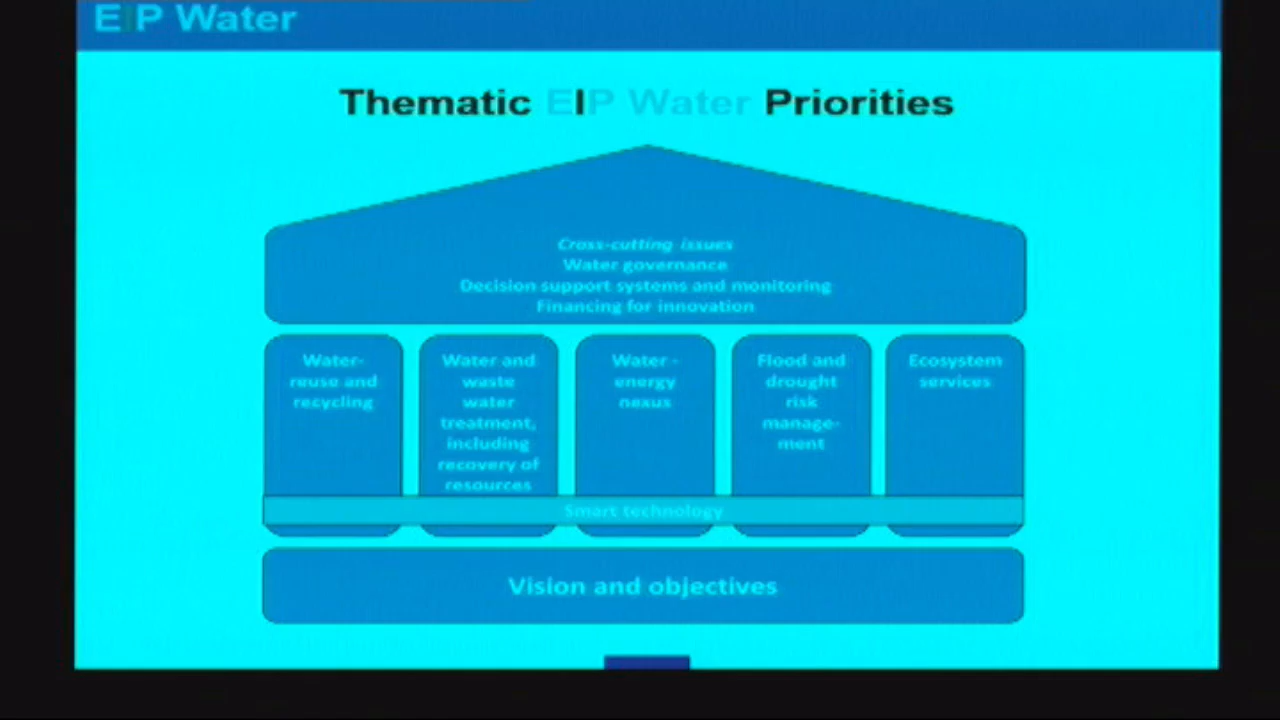 EIP Water
Thematic EIP Water Priorities
Cross-cutting issues
Water governance
Decision support systems and monitoring
Financing for innovation
Water-
reuse and
recycling
Water and
waste
water
treatment,
including
recovery of
resources
Water -
energy
nexus
Flood and
drought
risk
manage-
ment
Ecosystem
services
Smart technology
Vision and objectives